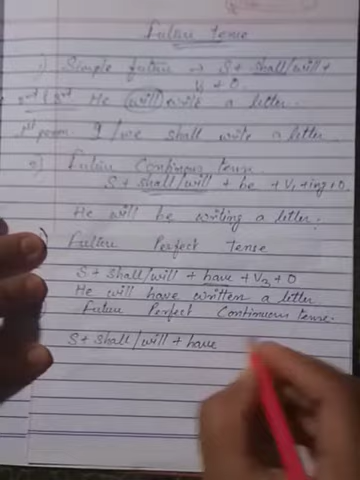 Future tense
1) Simple future → S+ shall/will +
V1 + O.
2nd/3rd He will write a letter.
1st person I/we shall write a letter.
2) Future Continuous tense.
S+ shall/will + be + V1 +ing+O.
He will be writing a letter.
) Future Perfect Tense
S+ shall/will + have + V3 + O
He will have written a letter
Future Perfect Continuous tense.
S+ shall/will + have